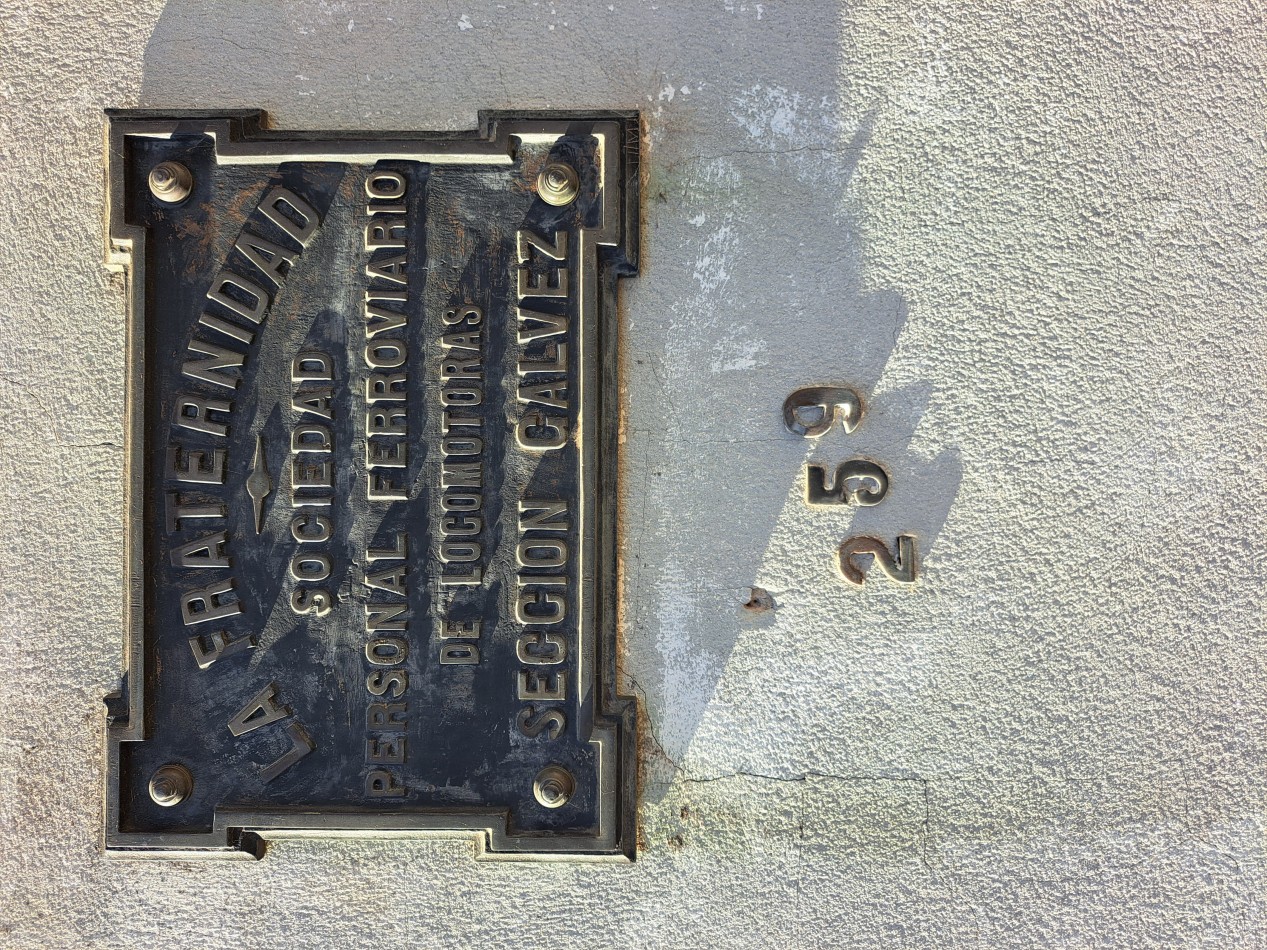 LA FRATERNIDAD
SOCIEDAD
PERSONAL FERROVIARIO
DE LOCOMOTORAS
SECCION GALVEZ
259